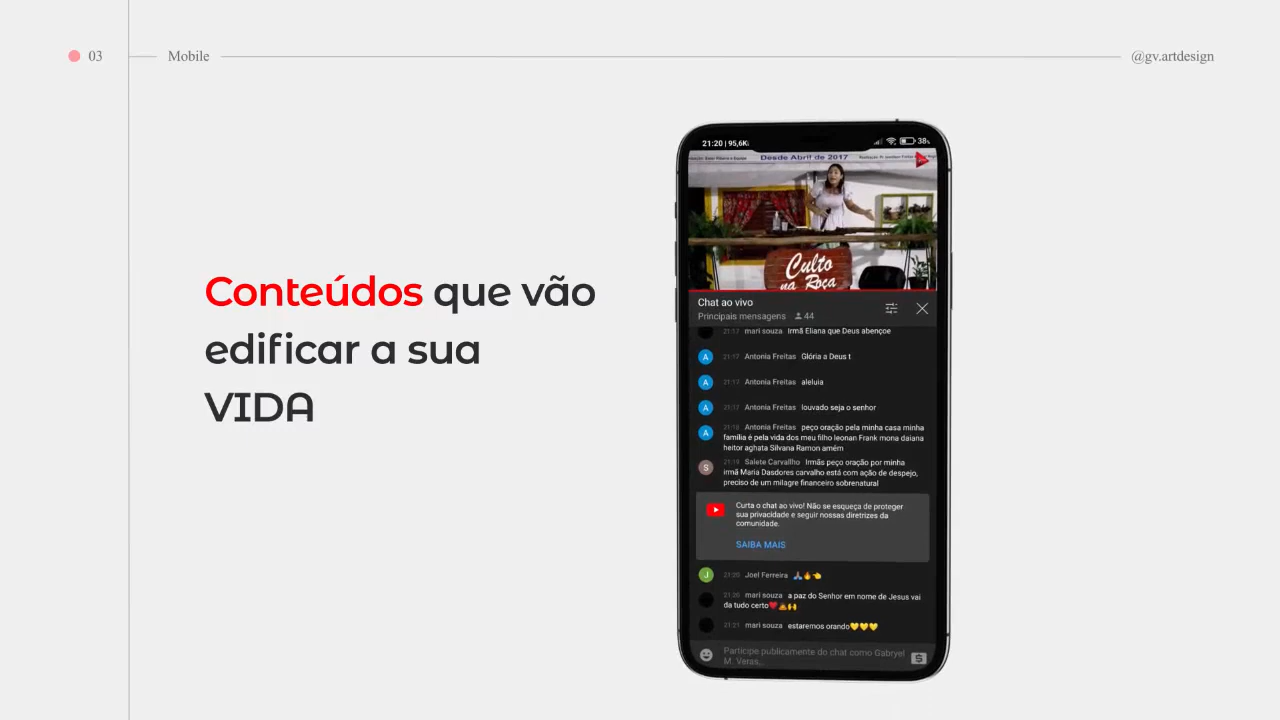 03
Mobile
@gv.artdesign
Conteúdos que vão
edificar a sua
VIDA
21:20 | 95,6K
38
Desde Abril de 2017
Culto
na Roça
Chat ao vivo
Principais mensagens 44
21:17 mari souza Irmã Eliana que Deus abençoe
A 21:17 Antonia Freitas Glória a Deus t
A 21:17 Antonia Freitas aleluia
A 21:17 Antonia Freitas louvado seja o senhor
A 21:18 Antonia Freitas peço oração pela minha casa minha
família é pela vida dos meu filho leonan Frank mona daiana
heitor aghata Silvana Ramon amém
S 21:19 Salete Carvallho Irmãs peço oração por minha
irmã Maria Dasdores carvalho está com ação de despejo,
preciso de um milagre financeiro sobrenatural
Curta o chat ao vivo! Não se esqueça de proteger
sua privacidade e seguir nossas diretrizes da
comunidade.
SAIBA MAIS
J 21:20 Joel Ferreira 🙏🔥👈
21:20 mari souza a paz do Senhor em nome de Jesus vai
da tudo certo❤️🙇🙌
21:21 mari souza estaremos orando💛💛💛
Participe publicamente do chat como Gabryel
M. Veras...